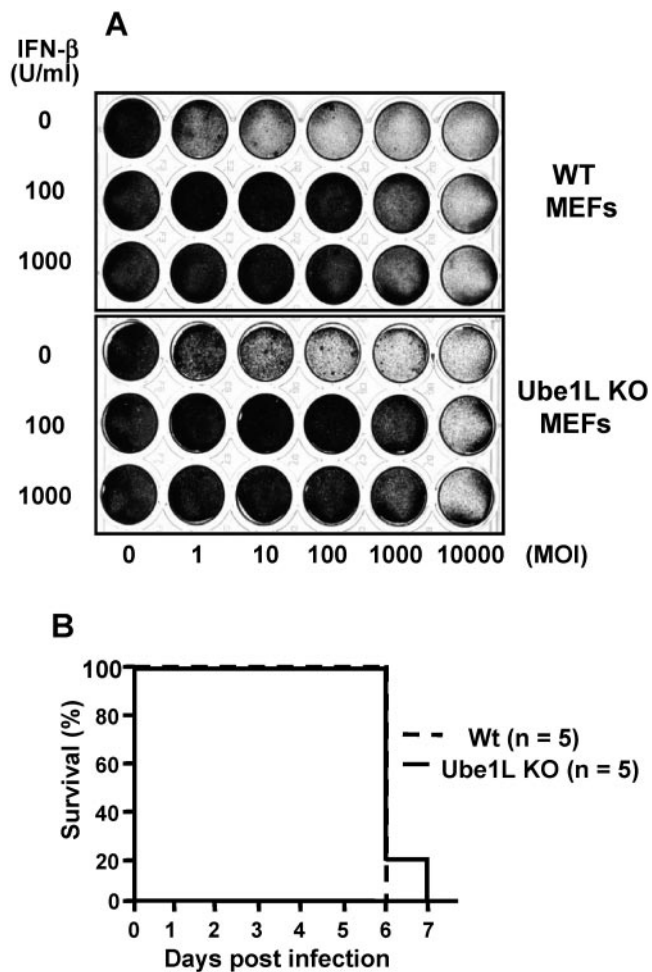 A
IFN-β
(U/ml)
0
100
1000
WT
MEFs
0
100
1000
Ube1L KO
MEFs
0 1 10 100 1000 10000 (MOI)
B
100
80
60
40
20
0
Survival (%)
Wt (n = 5)
Ube1L KO (n = 5)
0 1 2 3 4 5 6 7
Days post infection